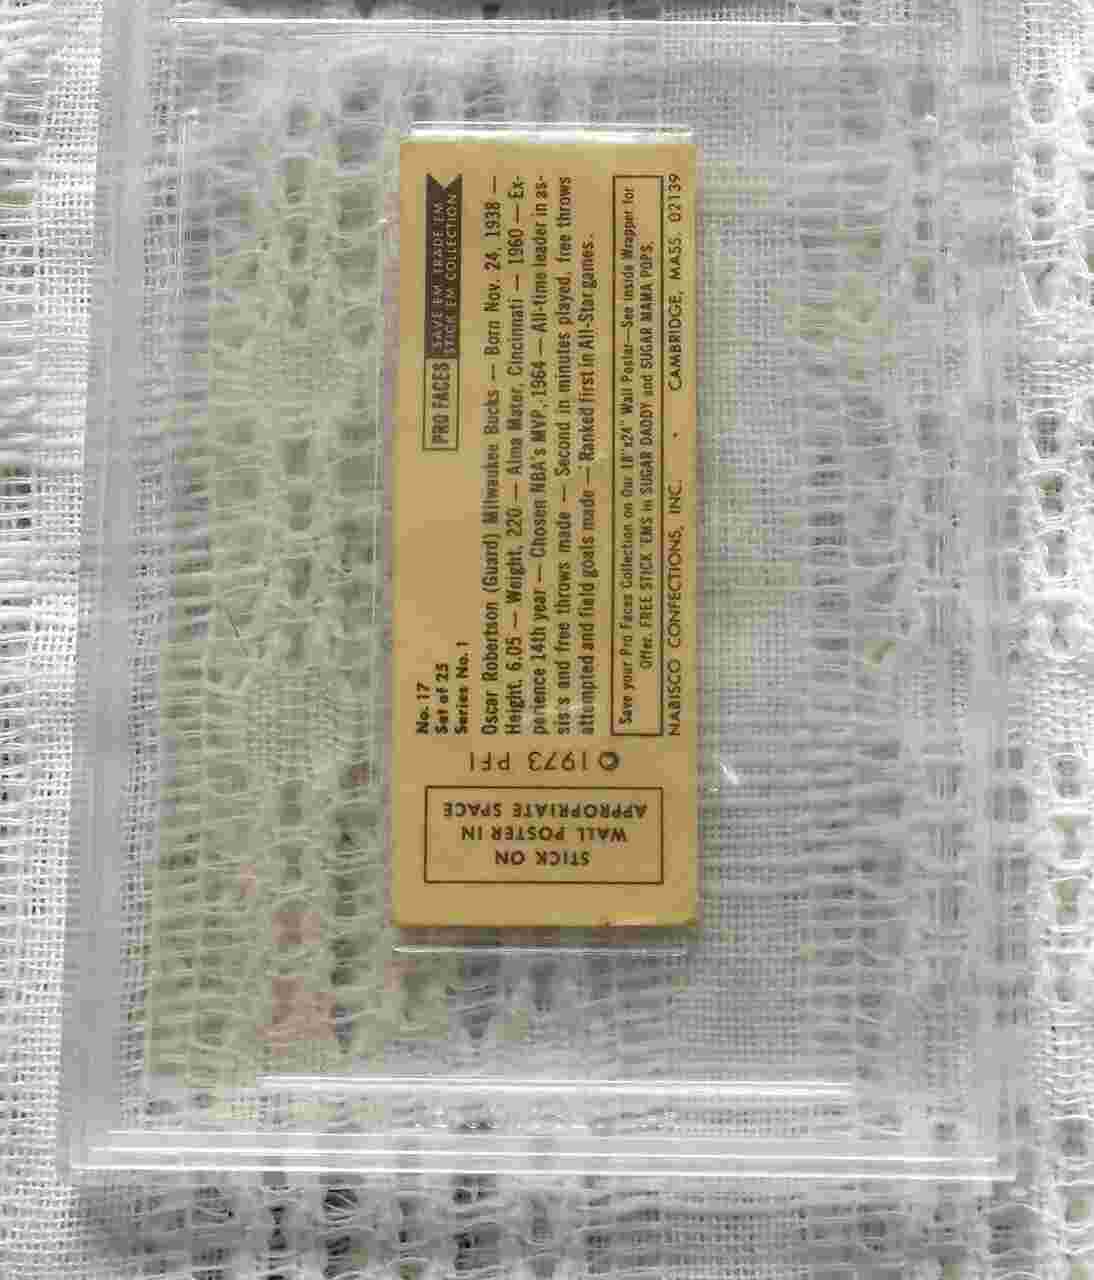 No. 17
Set of 25
Series No. 1
PRO FACES
SAVE 'EM TRADE 'EM
STICK 'EM COLLECTION
Oscar Robertson (Guard) Milwaukee Bucks — Born Nov. 24, 1938 —
Height, 6,05 — Weight, 220 — Alma Mater, Cincinnati — 1960 — Ex-
perience 14th year — Chosen NBA's MVP, 1964 — All-time leader in as-
sists and free throws made — Second in minutes played, free throws
attempted and field goals made — Ranked first in All-Star games.
Save your Pro Faces Collection on Our 18"x24" Wall Poster—See inside Wrapper for
Offer. FREE STICK 'EMS in SUGAR DADDY and SUGAR MAMA POPS.
NABISCO CONFECTIONS, INC. • CAMBRIDGE, MASS. 02139
©1973 PFI
STICK ON
WALL POSTER IN
APPROPRIATE SPACE